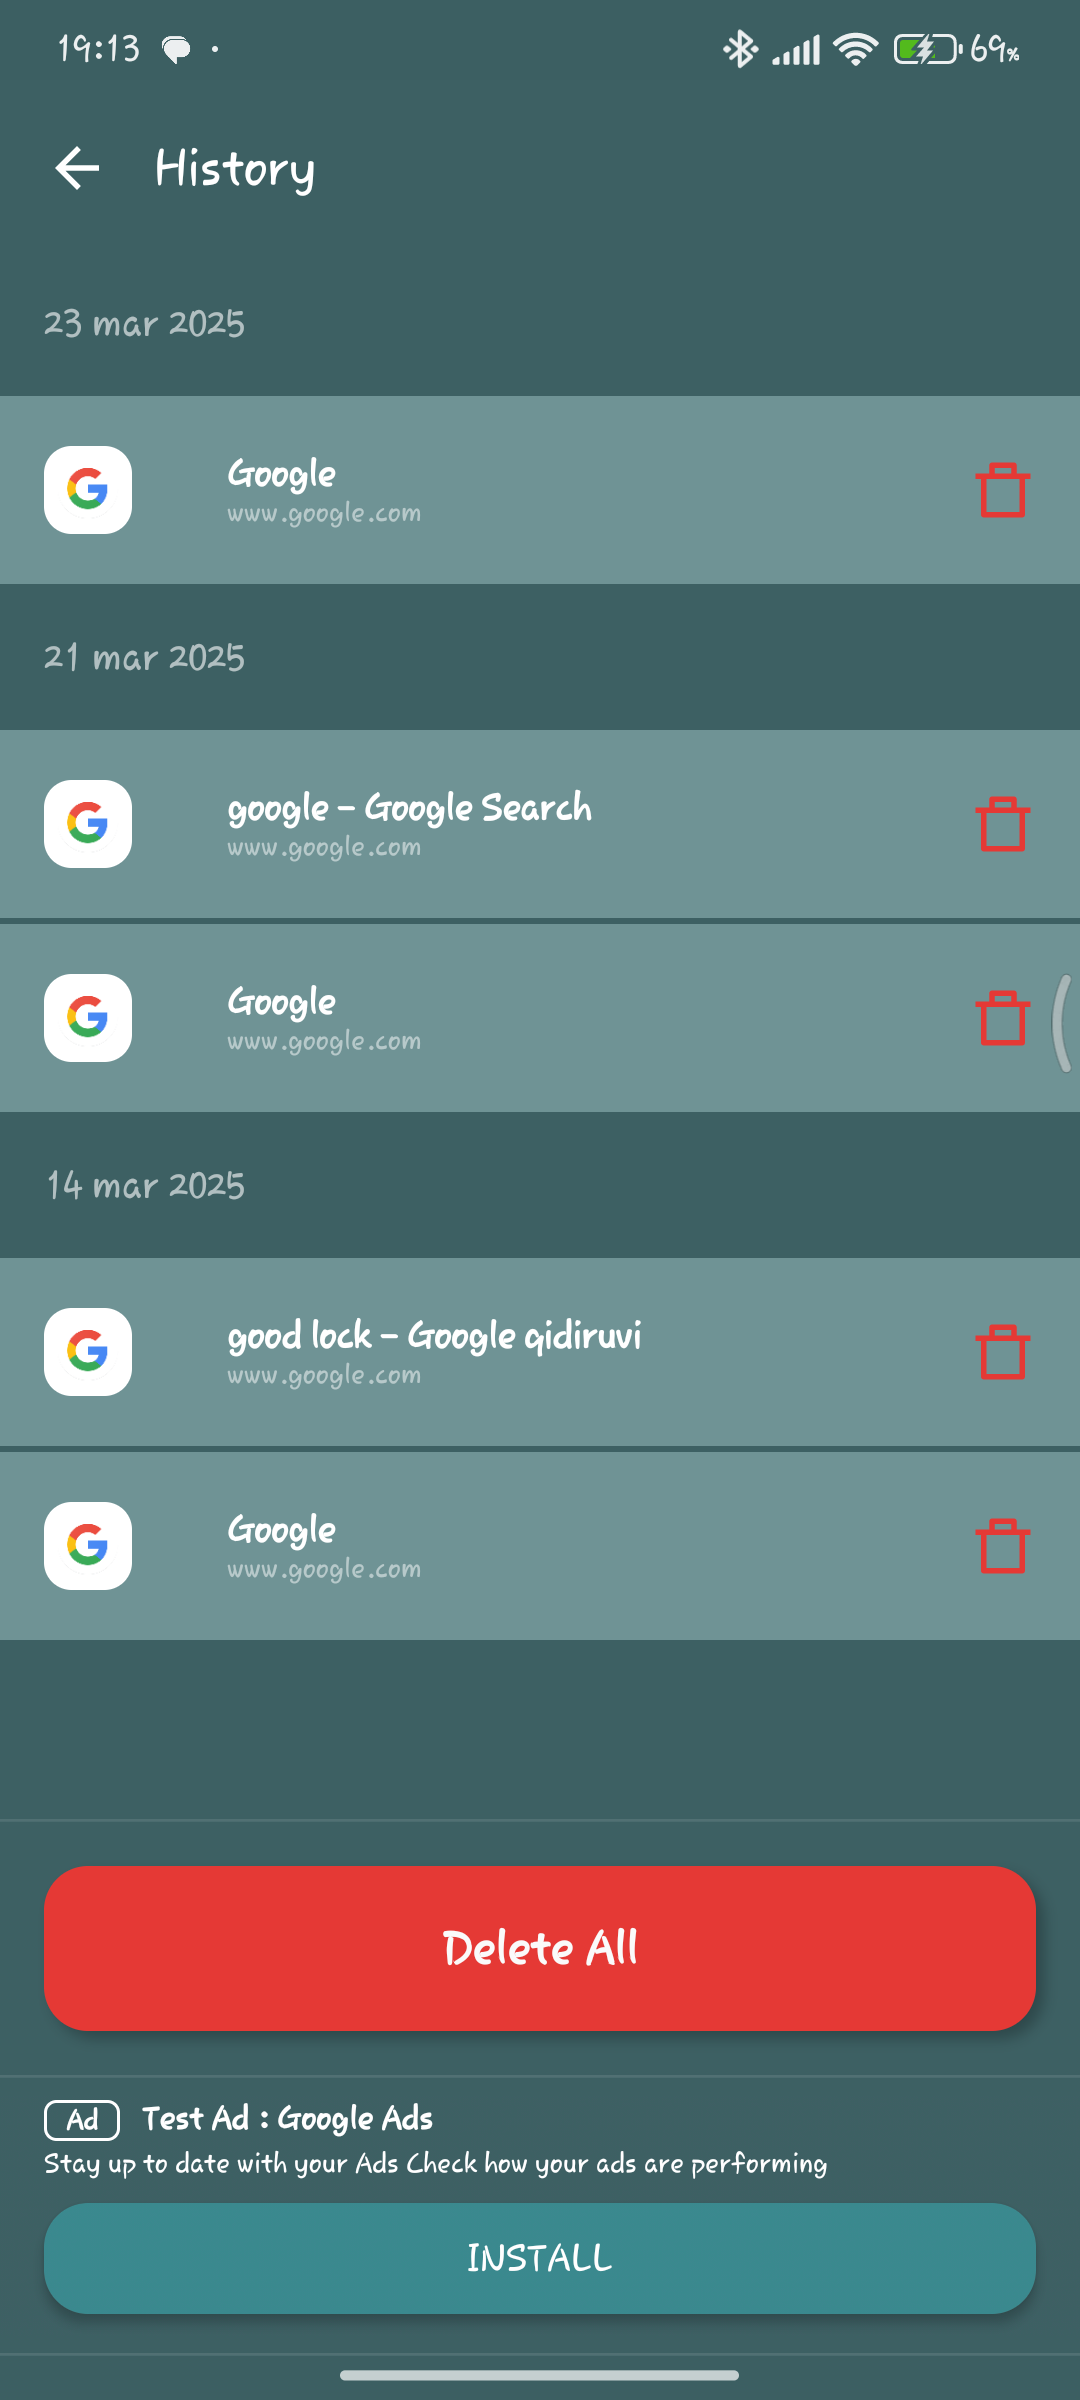 19:13
69%
History
23 mar 2025
Google
www.google.com
21 mar 2025
google - Google Search
www.google.com
Google
www.google.com
14 mar 2025
good lock - Google qidiruvi
www.google.com
Google
www.google.com
Delete All
Ad Test Ad : Google Ads
Stay up to date with your Ads Check how your ads are performing
INSTALL